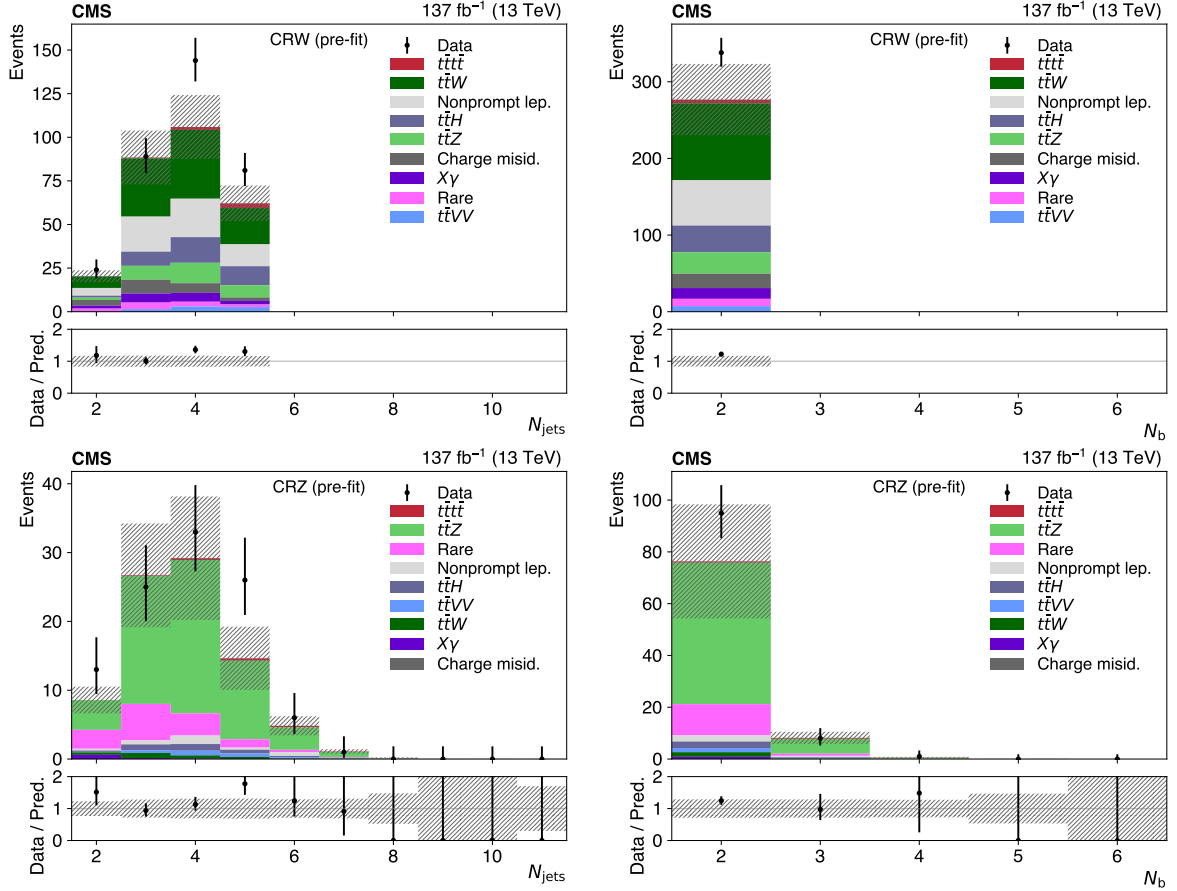 CMS 137 fb⁻¹ (13 TeV)
CRW (pre-fit)
Events
150
125
100
75
50
25
0
Data
tt̄tt̄
tt̄W
Nonprompt lep.
tt̄H
tt̄Z
Charge misid.
Xγ
Rare
tt̄VV
Data / Pred.
2
1
0
2 4 6 8 10
N_jets
CMS 137 fb⁻¹ (13 TeV)
CRW (pre-fit)
Events
300
200
100
0
Data
tt̄tt̄
tt̄W
Nonprompt lep.
tt̄H
tt̄Z
Charge misid.
Xγ
Rare
tt̄VV
Data / Pred.
2
1
0
2 3 4 5 6
N_b
CMS 137 fb⁻¹ (13 TeV)
CRZ (pre-fit)
Events
40
30
20
10
0
Data
tt̄tt̄
tt̄Z
Rare
Nonprompt lep.
tt̄H
tt̄VV
tt̄W
Xγ
Charge misid.
Data / Pred.
2
1
0
2 4 6 8 10
N_jets
CMS 137 fb⁻¹ (13 TeV)
CRZ (pre-fit)
Events
100
80
60
40
20
0
Data
tt̄tt̄
tt̄Z
Rare
Nonprompt lep.
tt̄H
tt̄VV
tt̄W
Xγ
Charge misid.
Data / Pred.
2
1
0
2 3 4 5 6
N_b